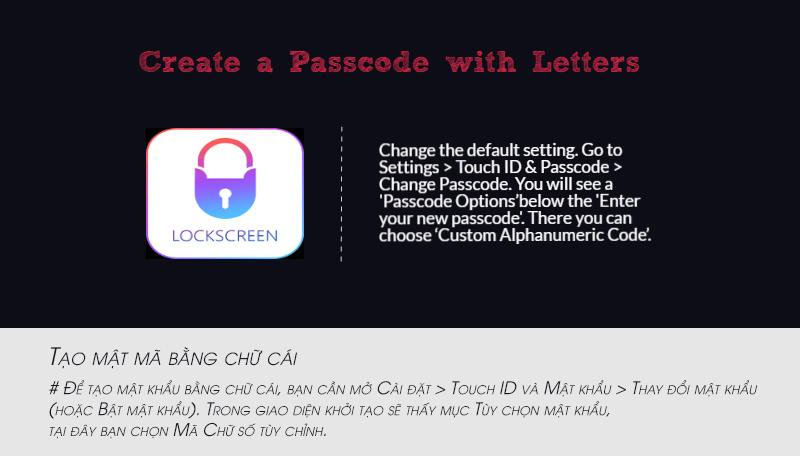 Create a Passcode with Letters
LOCKSCREEN
Change the default setting. Go to
Settings > Touch ID & Passcode >
Change Passcode. You will see a
'Passcode Options'below the 'Enter
your new passcode'. There you can
choose ‘Custom Alphanumeric Code’.
Tạo mật mã bằng chữ cái
# Để tạo mật khẩu bằng chữ cái, bạn cần mở Cài đặt > Touch ID và Mật khẩu > Thay đổi mật khẩu
(hoặc Bật mật khẩu). Trong giao diện khởi tạo sẽ thấy mục Tùy chọn mật khẩu,
tại đây bạn chọn Mã Chữ số tùy chỉnh.